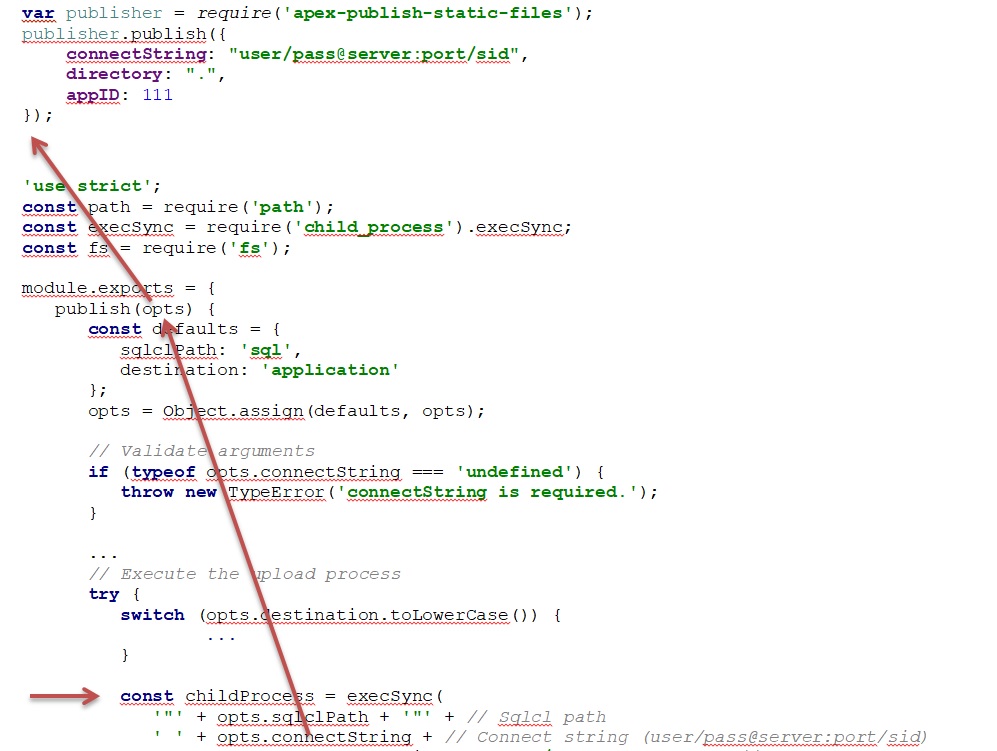 var publisher = require('apex-publish-static-files');
publisher.publish({
    connectString: "user/pass@server:port/sid",
    directory: ".",
    appID: 111
});
'use strict';
const path = require('path');
const execSync = require('child_process').execSync;
const fs = require('fs');
module.exports = {
   publish(opts) {
      const defaults = {
         sqlclPath: 'sql',
         destination: 'application'
      };
      opts = Object.assign(defaults, opts);
      // Validate arguments
      if (typeof opts.connectString === 'undefined') {
         throw new TypeError('connectString is required.');
      }
      ...
      // Execute the upload process
      try {
         switch (opts.destination.toLowerCase()) {
                 ...
         }
         const childProcess = execSync(
            '"' + opts.sqlclPath + '"' + // Sqlcl path
            ' ' + opts.connectString + // Connect string (user/pass@server:port/sid)